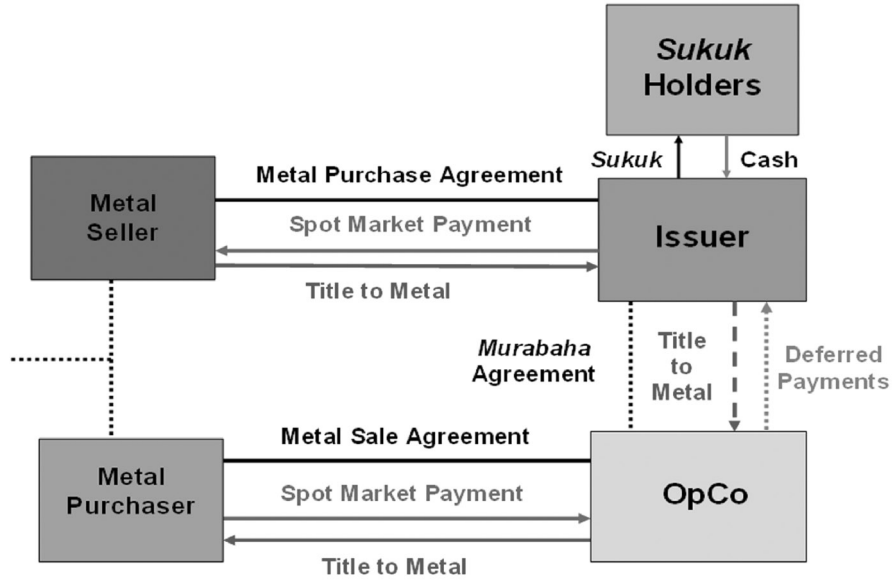 Sukuk
Holders
Sukuk
Cash
Metal Purchase Agreement
Metal
Seller
Spot Market Payment
Issuer
Title to Metal
Murabaha
Agreement
Title
to
Metal
Deferred
Payments
Metal Sale Agreement
Metal
Purchaser
Spot Market Payment
OpCo
Title to Metal